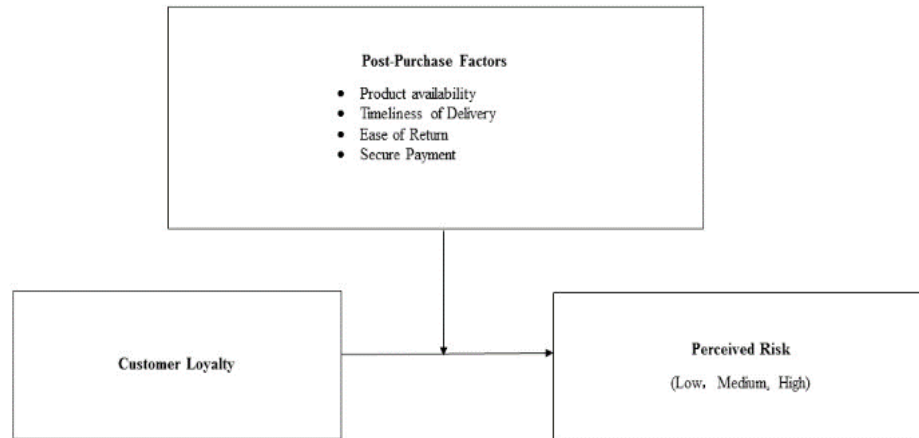 Post-Purchase Factors
• Product availability
• Timeliness of Delivery
• Ease of Return
• Secure Payment
Customer Loyalty
Perceived Risk
(Low, Medium, High)